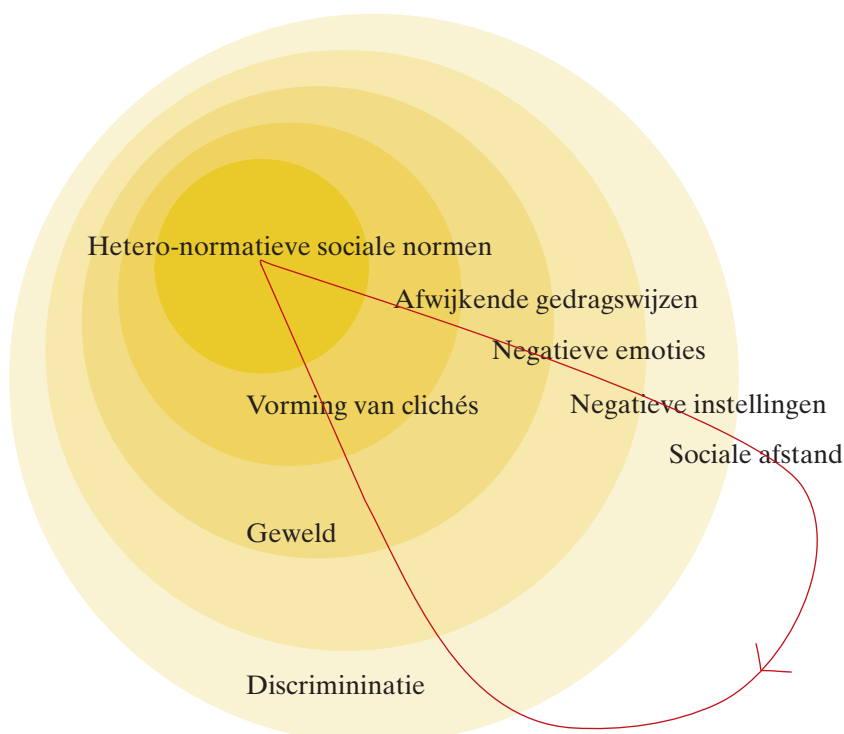 Hetero-normatieve sociale normen
Afwijkende gedragswijzen
Negatieve emoties
Negatieve instellingen
Vorming van clichés
Sociale afstand
Geweld
Discrimininatie